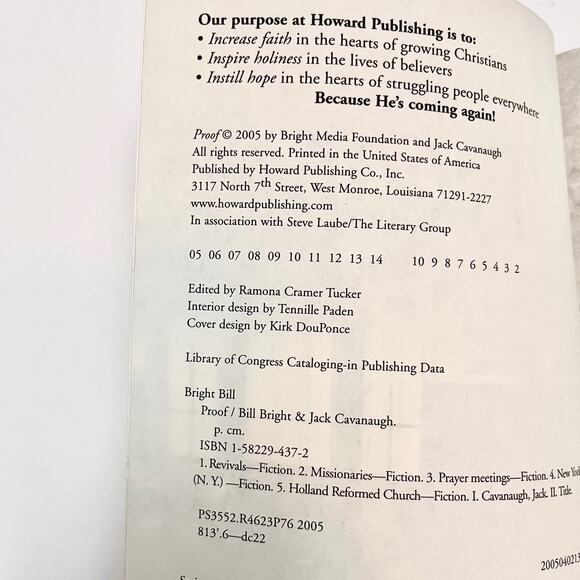 Our purpose at Howard Publishing is to:
• Increase faith in the hearts of growing Christians
• Inspire holiness in the lives of believers
• Instill hope in the hearts of struggling people everywhere
Because He's coming again!
Proof © 2005 by Bright Media Foundation and Jack Cavanaugh
All rights reserved. Printed in the United States of America
Published by Howard Publishing Co., Inc.
3117 North 7th Street, West Monroe, Louisiana 71291-2227
www.howardpublishing.com
In association with Steve Laube/The Literary Group
05 06 07 08 09 10 11 12 13 14 10 9 8 7 6 5 4 3 2
Edited by Ramona Cramer Tucker
Interior design by Tennille Paden
Cover design by Kirk DouPonce
Library of Congress Cataloging-in Publishing Data
Bright Bill
Proof / Bill Bright & Jack Cavanaugh.
p. cm.
ISBN 1-58229-437-2
1. Revivals—Fiction. 2. Missionaries—Fiction. 3. Prayer meetings—Fiction. 4. New York
(N. Y.) —Fiction. 5. Holland Reformed Church—Fiction. I. Cavanaugh, Jack. II. Title.
PS3552.R4623P76 2005
813'.6—dc22
2005040213